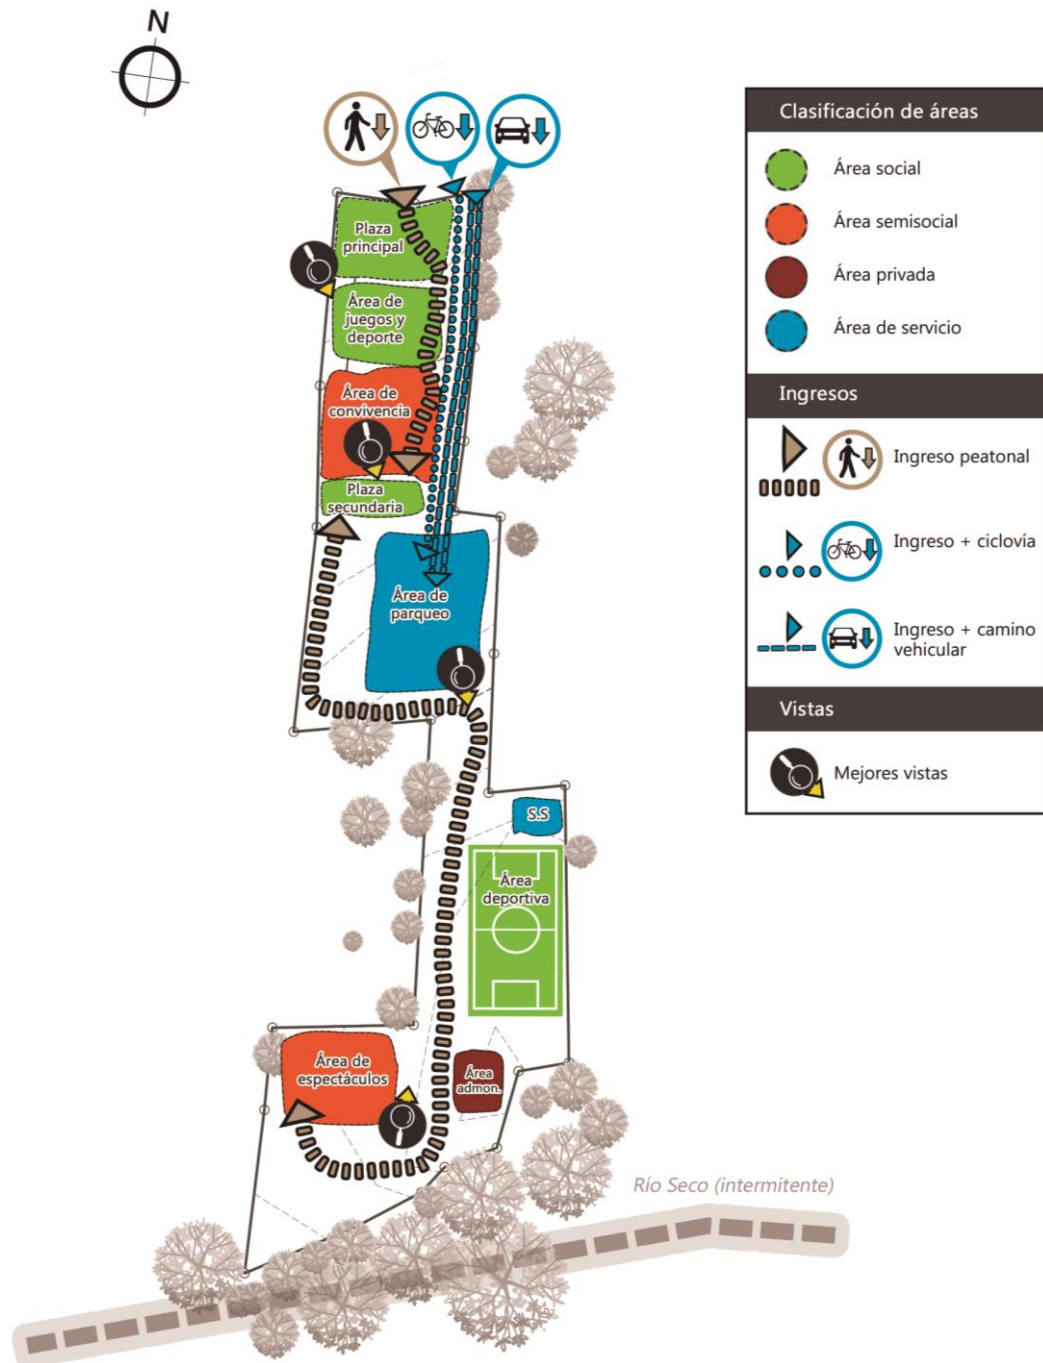 N
Plaza
principal
Área de
juegos y
deporte
Área de
convivencia
Plaza
secundaria
Área de
parqueo
S.S
Área
deportiva
Área de
espectáculos
Área
admon.
Río Seco (intermitente)
Clasificación de áreas
Área social
Área semisocial
Área privada
Área de servicio
Ingresos
Ingreso peatonal
Ingreso + ciclovía
Ingreso + camino
vehicular
Vistas
Mejores vistas